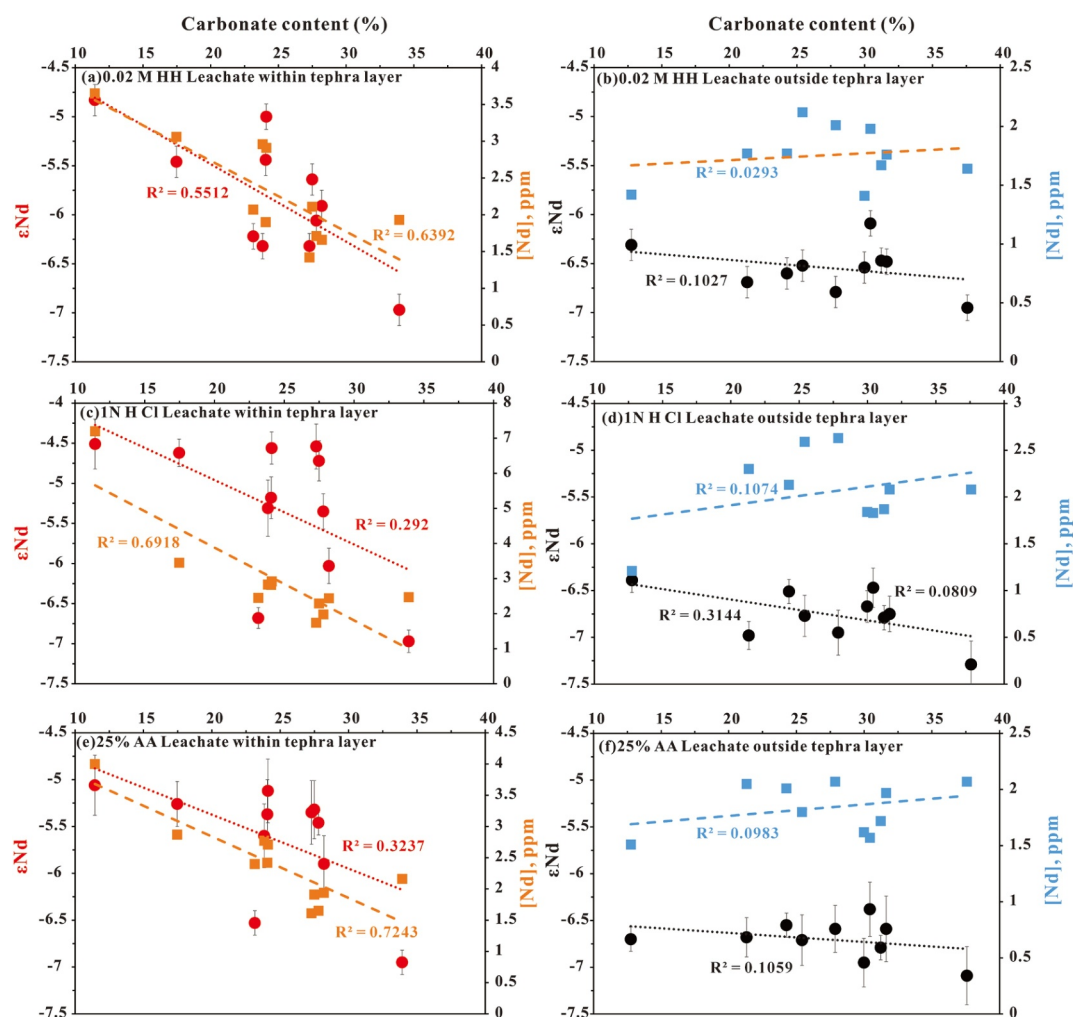 Carbonate content (%) Carbonate content (%)
10 15 20 25 30 35 40 10 15 20 25 30 35 40
(a)0.02 M HH Leachate within tephra layer
-4.5 -5 -5.5 -6 -6.5 -7 -7.5
εNd
4 3.5 3 2.5 2 1.5 1 0.5 0
[Nd], ppm
R² = 0.5512
R² = 0.6392
(b)0.02 M HH Leachate outside tephra layer
-4.5 -5 -5.5 -6 -6.5 -7 -7.5
εNd
2.5 2 1.5 1 0.5 0
[Nd], ppm
R² = 0.0293
R² = 0.1027
10 15 20 25 30 35 40 10 15 20 25 30 35 40
(c)1N H Cl Leachate within tephra layer
-4 -4.5 -5 -5.5 -6 -6.5 -7 -7.5
εNd
8 7 6 5 4 3 2 1 0
[Nd], ppm
R² = 0.292
R² = 0.6918
(d)1N H Cl Leachate outside tephra layer
-4 -4.5 -5 -5.5 -6 -6.5 -7 -7.5
εNd
3 2.5 2 1.5 1 0.5 0
[Nd], ppm
R² = 0.1074
R² = 0.0809
R² = 0.3144
10 15 20 25 30 35 40 10 15 20 25 30 35 40
(e)25% AA Leachate within tephra layer
-4.5 -5 -5.5 -6 -6.5 -7 -7.5
εNd
4.5 4 3.5 3 2.5 2 1.5 1 0.5 0
[Nd], ppm
R² = 0.3237
R² = 0.7243
(f)25% AA Leachate outside tephra layer
-4.5 -5 -5.5 -6 -6.5 -7 -7.5
εNd
2.5 2 1.5 1 0.5 0
[Nd], ppm
R² = 0.0983
R² = 0.1059